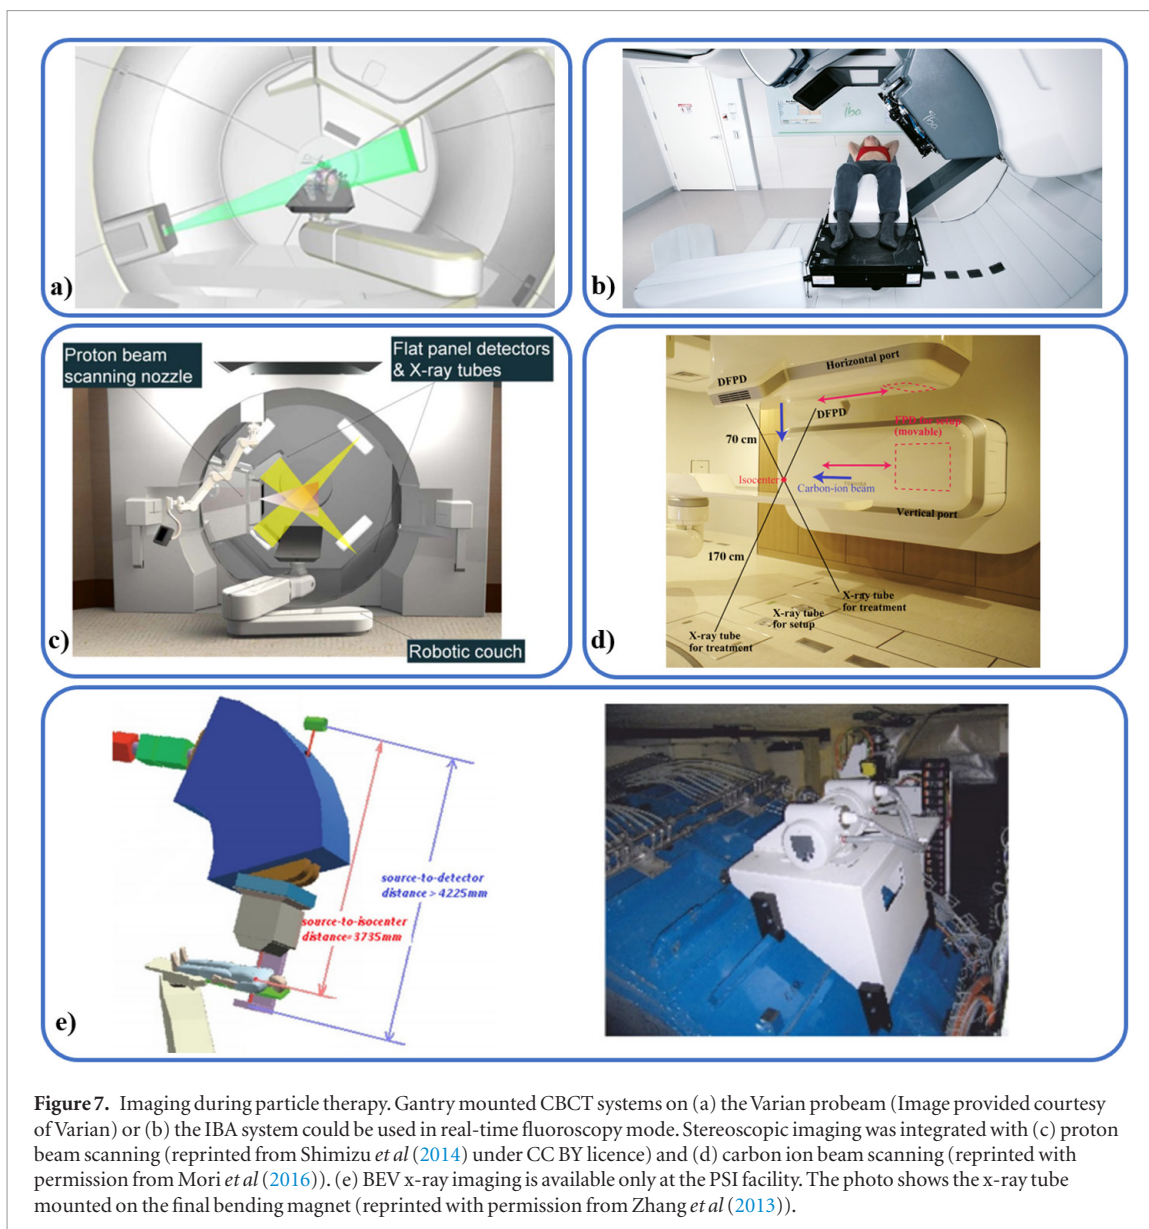 a)
iba
iba
b)
Proton beam
scanning nozzle
Flat panel detectors
& X-ray tubes
Robotic couch
c)
Horizontal port
DFPD
DFPD
70 cm
FPD for setup
(movable)
Isocenter
Carbon-ion beam
Vertical port
170 cm
X-ray tube
for treatment
X-ray tube
for setup
X-ray tube
for treatment
d)
source-to-detector
distance > 4225mm
source-to-isocenter
distance=3735mm
e)
Figure 7. Imaging during particle therapy. Gantry mounted CBCT systems on (a) the Varian probeam (Image provided courtesy
of Varian) or (b) the IBA system could be used in real-time fluoroscopy mode. Stereoscopic imaging was integrated with (c) proton
beam scanning (reprinted from Shimizu et al (2014) under CC BY licence) and (d) carbon ion beam scanning (reprinted with
permission from Mori et al (2016)). (e) BEV x-ray imaging is available only at the PSI facility. The photo shows the x-ray tube
mounted on the final bending magnet (reprinted with permission from Zhang et al (2013)).